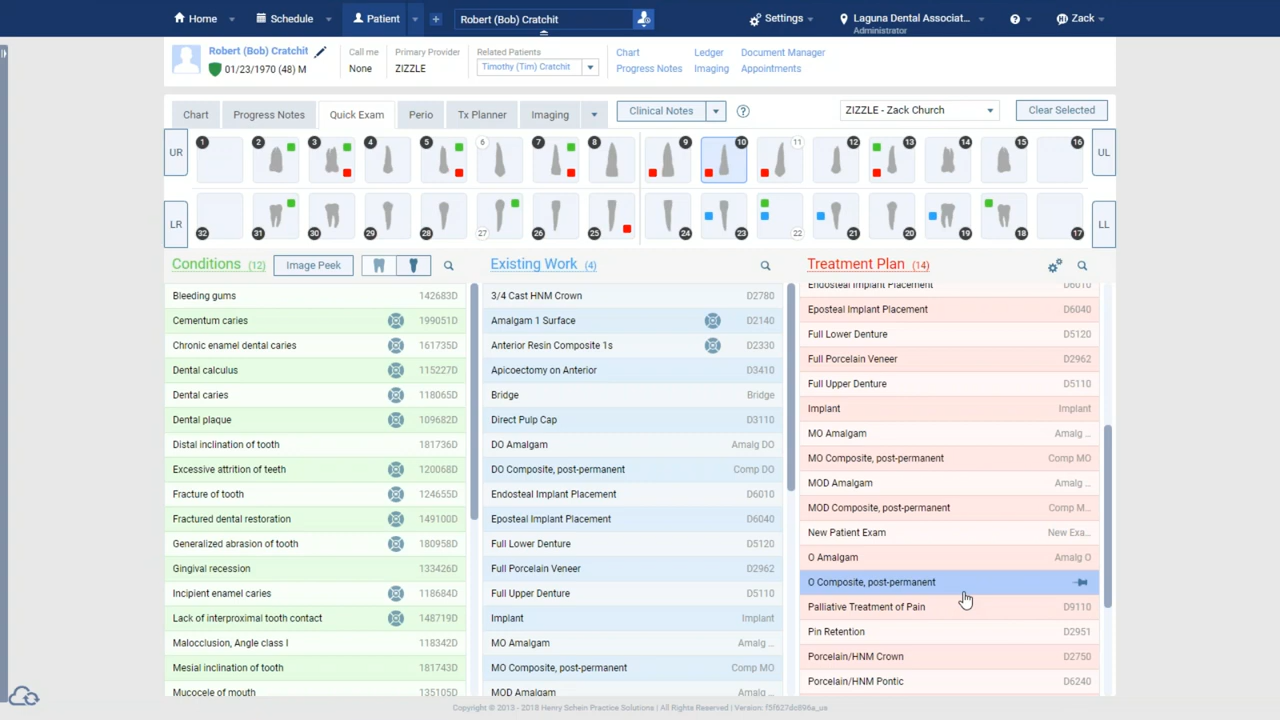 Home Schedule Patient + Robert (Bob) Cratchit Settings Laguna Dental Associat... Zack
Administrator
Robert (Bob) Cratchit
01/23/1970 (48) M
Call me
None
Primary Provider
ZIZZLE
Related Patients
Timothy (Tim) Cratchit
Chart Ledger Document Manager
Progress Notes Imaging Appointments
Chart Progress Notes Quick Exam Perio Tx Planner Imaging Clinical Notes ? ZIZZLE - Zack Church Clear Selected
UR 1 2 3 4 5 6 7 8 9 10 11 12 13 14 15 16 UL
LR 32 31 30 29 28 27 26 25 24 23 22 21 20 19 18 17 LL
Conditions (12) Image Peek
Bleeding gums 142683D
Cementum caries 199051D
Chronic enamel dental caries 161735D
Dental calculus 115227D
Dental caries 118065D
Dental plaque 109682D
Distal inclination of tooth 181736D
Excessive attrition of teeth 120068D
Fracture of tooth 124655D
Fractured dental restoration 149100D
Generalized abrasion of tooth 180958D
Gingival recession 133426D
Incipient enamel caries 118684D
Lack of interproximal tooth contact 148719D
Malocclusion, Angle class I 118342D
Mesial inclination of tooth 181743D
Mucocele of mouth 135105D
Existing Work (4)
3/4 Cast HNM Crown D2780
Amalgam 1 Surface D2140
Anterior Resin Composite 1s D2330
Apicoectomy on Anterior D3410
Bridge Bridge
Direct Pulp Cap D3110
DO Amalgam Amalg DO
DO Composite, post-permanent Comp DO
Endosteal Implant Placement D6010
Eposteal Implant Placement D6040
Full Lower Denture D5120
Full Porcelain Veneer D2962
Full Upper Denture D5110
Implant Implant
MO Amalgam Amalg ...
MO Composite, post-permanent Comp MO
MOD Amalgam Amalg ...
Treatment Plan (14)
Endosteal Implant Placement D6010
Eposteal Implant Placement D6040
Full Lower Denture D5120
Full Porcelain Veneer D2962
Full Upper Denture D5110
Implant Implant
MO Amalgam Amalg ...
MO Composite, post-permanent Comp MO
MOD Amalgam Amalg ...
MOD Composite, post-permanent Comp M...
New Patient Exam New Exa...
O Amalgam Amalg O
O Composite, post-permanent
Palliative Treatment of Pain D9110
Pin Retention D2951
Porcelain/HNM Crown D2750
Porcelain/HNM Pontic D6240
Copyright © 2013 - 2018 Henry Schein Practice Solutions | All Rights Reserved | Version: f5f627dc896a_ua